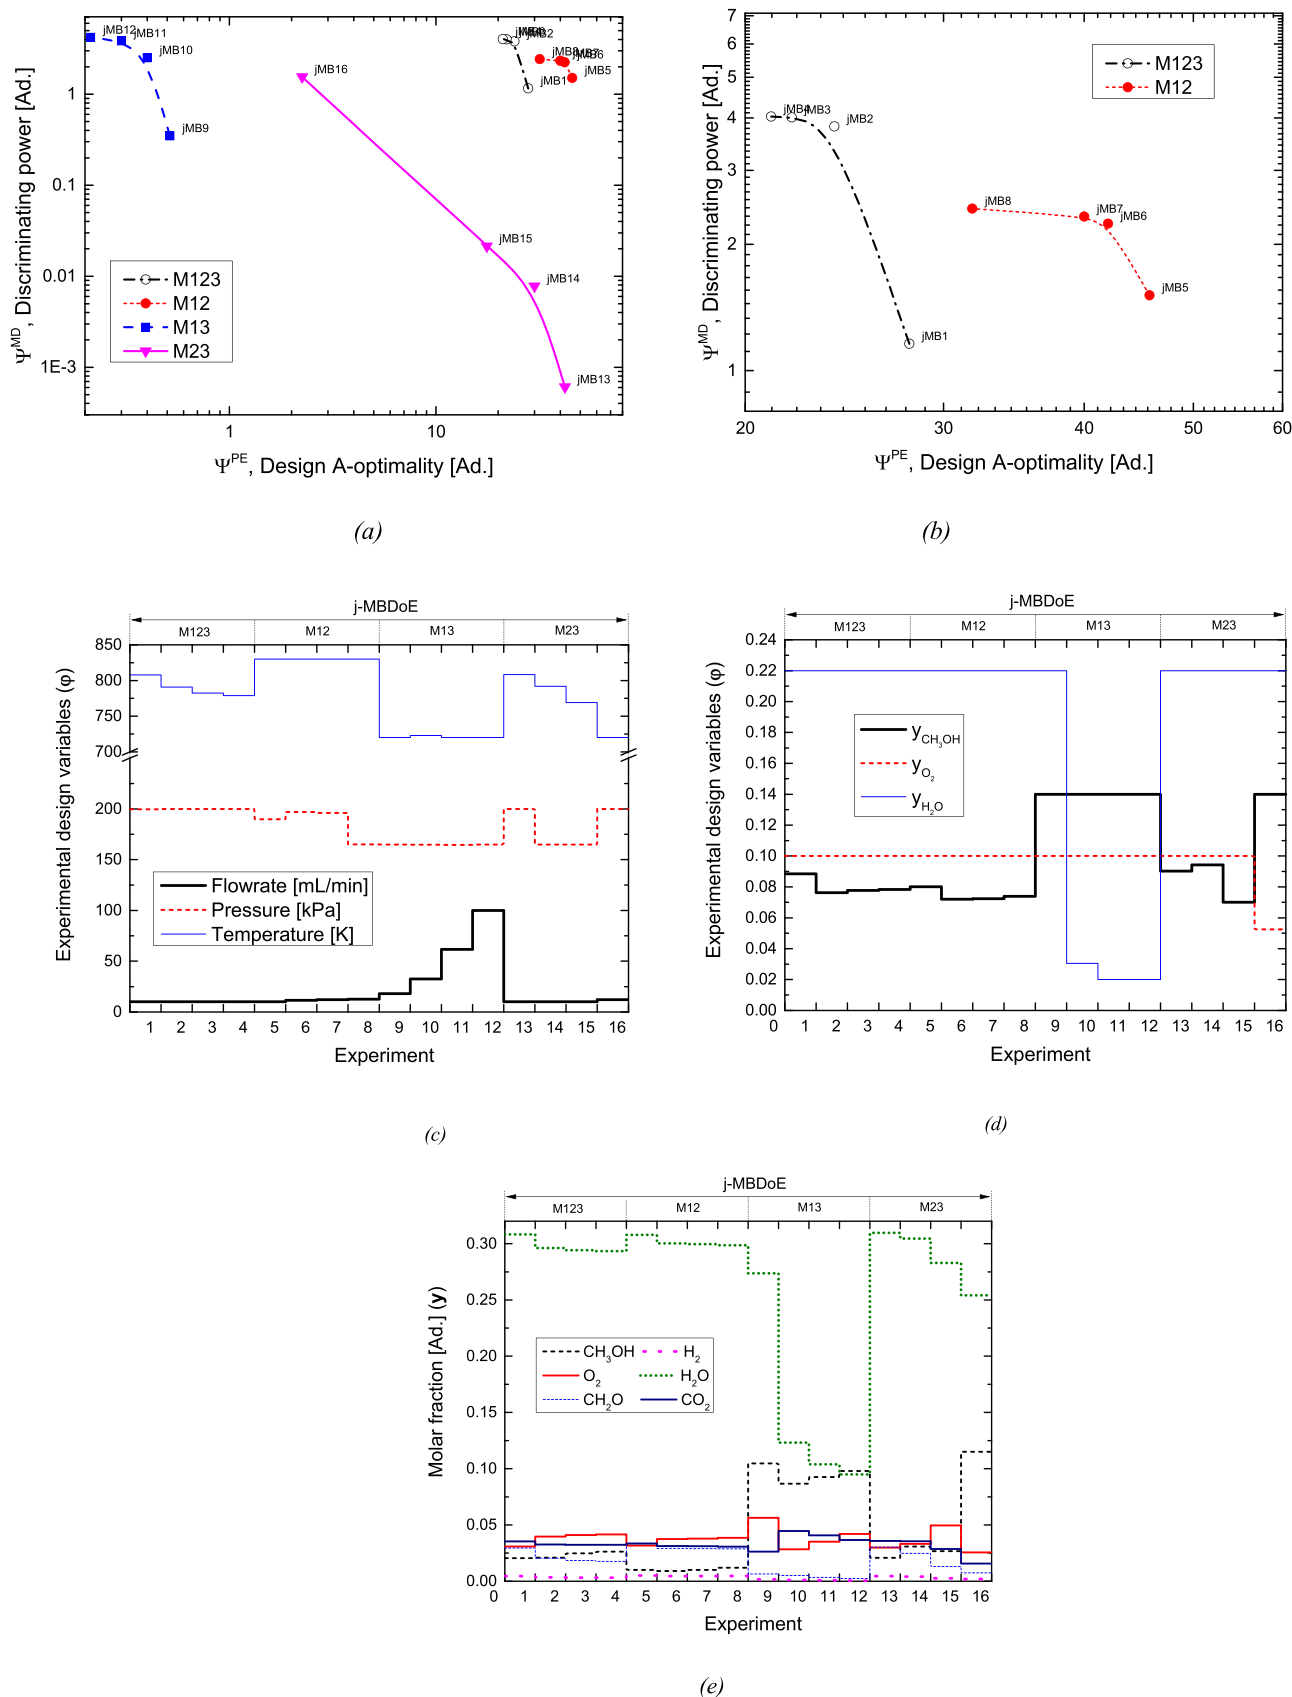 jMB12
jMB11
jMB10
jMB9
jMB16
jMB2
jMB1
jMB8
jMB6
jMB5
jMB15
jMB14
jMB13
1
0.1
0.01
1E-3
Ψ^MD, Discriminating power [Ad.]
M123
M12
M13
M23
1 10
Ψ^PE, Design A-optimality [Ad.]
(a)
7
6
5
4
3
2
1
Ψ^MD, Discriminating power [Ad.]
M123
M12
jMB4
jMB3
jMB2
jMB8
jMB7
jMB6
jMB5
jMB1
20 30 40 50 60
Ψ^PE, Design A-optimality [Ad.]
(b)
j-MBDoE
M123 M12 M13 M23
850
800
750
700
200
150
100
50
0
Experimental design variables (φ)
Flowrate [mL/min]
Pressure [kPa]
Temperature [K]
1 2 3 4 5 6 7 8 9 10 11 12 13 14 15 16
Experiment
(c)
j-MBDoE
M123 M12 M13 M23
0.24
0.22
0.20
0.18
0.16
0.14
0.12
0.10
0.08
0.06
0.04
0.02
0.00
Experimental design variables (φ)
y_CH₃OH
y_O₂
y_H₂O
0 1 2 3 4 5 6 7 8 9 10 11 12 13 14 15 16
Experiment
(d)
j-MBDoE
M123 M12 M13 M23
0.30
0.25
0.20
0.15
0.10
0.05
0.00
Molar fraction [Ad.] (y)
CH₃OH H₂
O₂ H₂O
CH₂O CO₂
0 1 2 3 4 5 6 7 8 9 10 11 12 13 14 15 16
Experiment
(e)